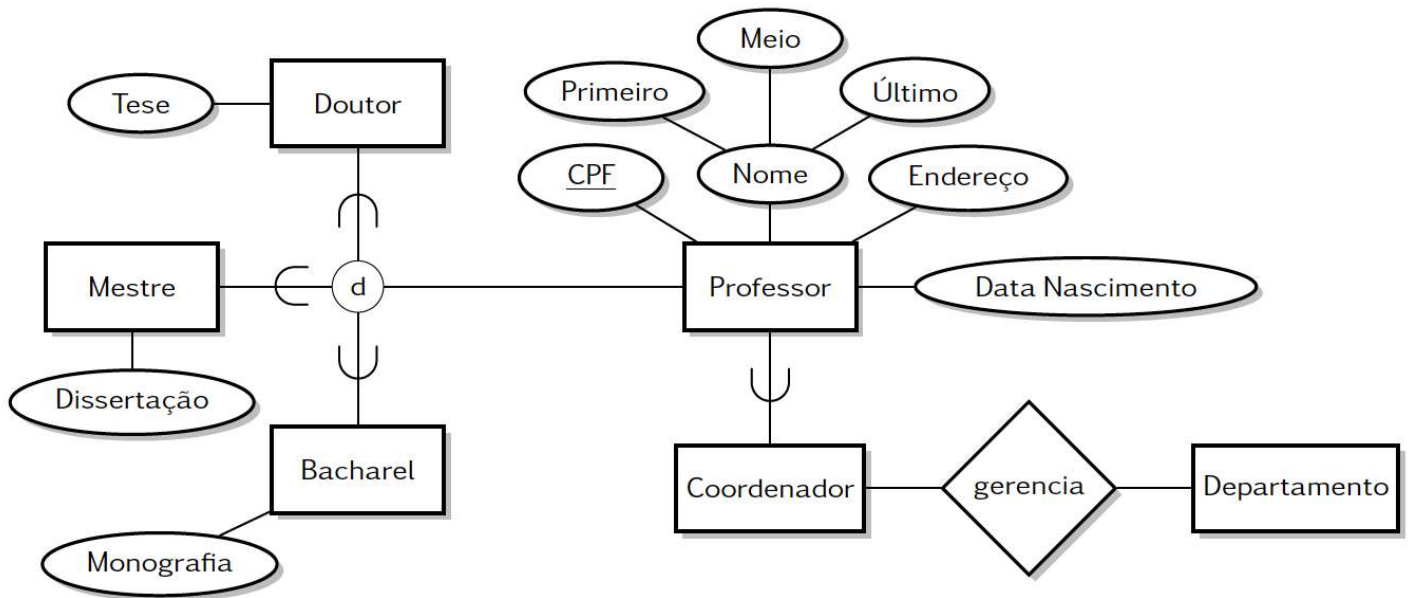 Meio
Tese
Doutor
Primeiro
Último
CPF
Nome
Endereço
Mestre
d
Professor
Data Nascimento
Dissertação
Bacharel
Coordenador
gerencia
Departamento
Monografia